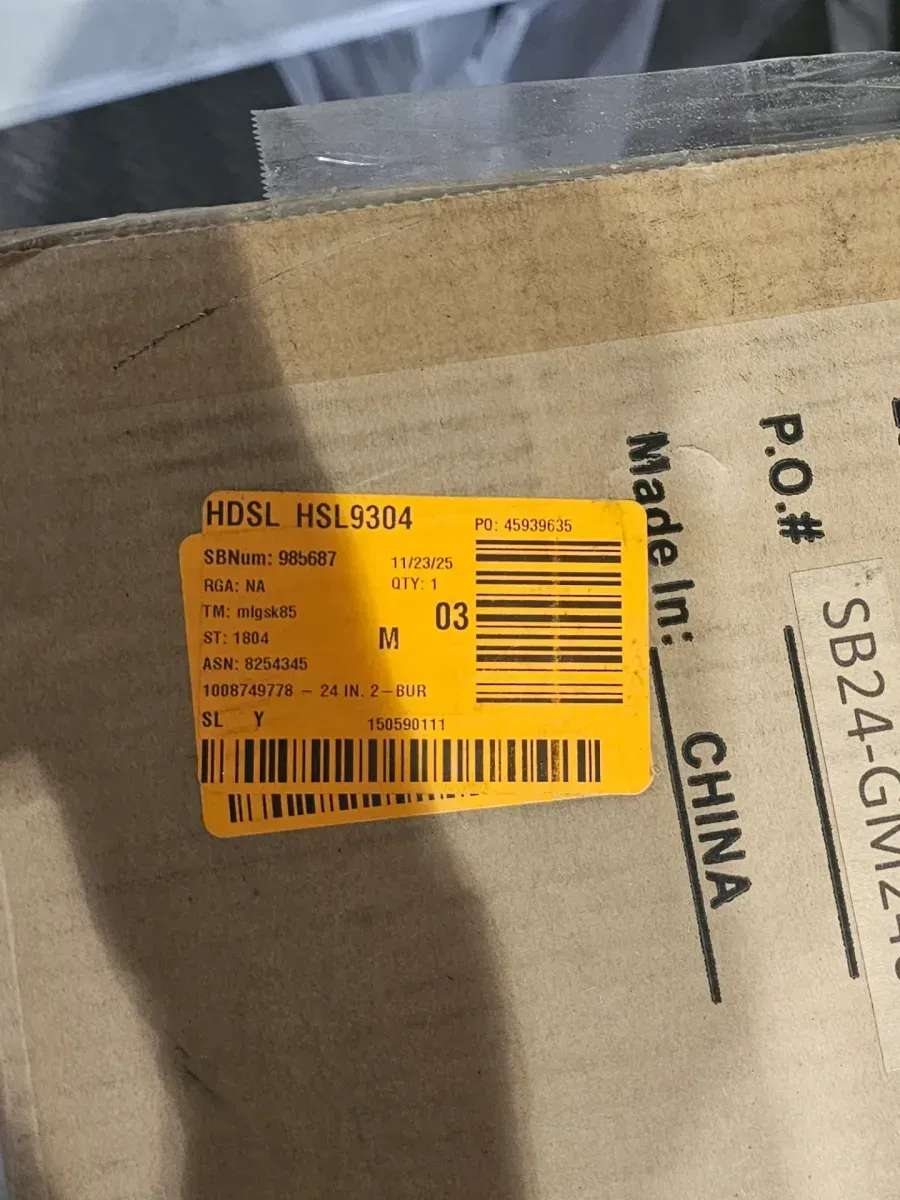 HDSL HSL9304
PO: 45939635
SBNum: 985687
11/23/25
RGA: NA
QTY: 1
TM: mlgsk85
03
ST: 1804
M
ASN: 8254345
1008749778 - 24 IN. 2-BUR
SL Y
150590111
Made In: CHINA
P.O.#